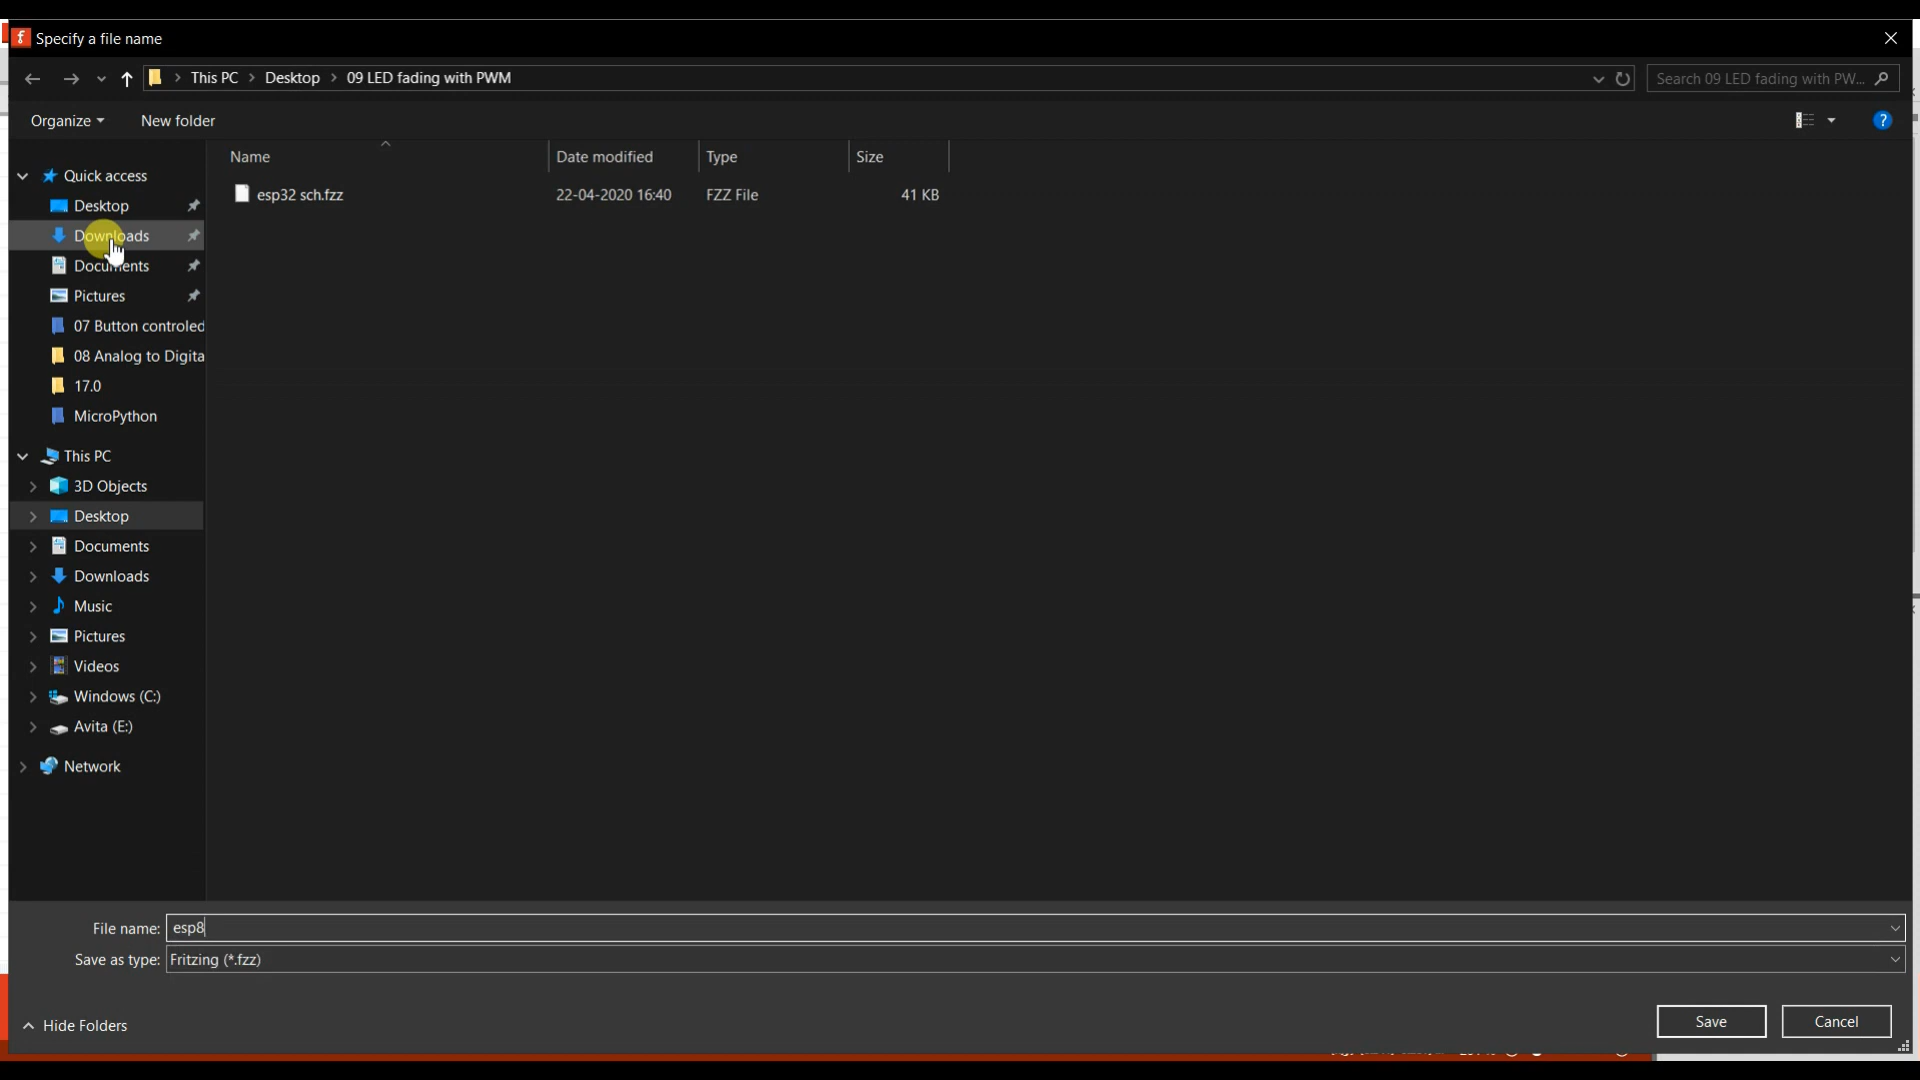 Specify a file name
This PC > Desktop > 09 LED fading with PWM
Search 09 LED fading with PW...
Organize
New folder
Name
Date modified
Type
Size
esp32 sch.fzz
22-04-2020 16:40
FZZ File
41 KB
Quick access
Desktop
Downloads
Documents
Pictures
07 Button controled
08 Analog to Digita
17.0
MicroPython
This PC
3D Objects
Desktop
Documents
Downloads
Music
Pictures
Videos
Windows (C:)
Avita (E:)
Network
File name: esp8
Save as type: Fritzing (*.fzz)
Hide Folders
Save
Cancel